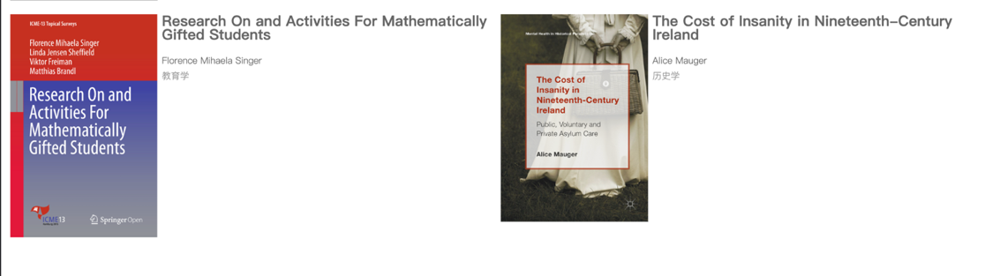 ICME-13 Topical Surveys
Florence Mihaela Singer
Linda Jensen Sheffield
Viktor Freiman
Matthias Brandl
Research On and
Activities For
Mathematically
Gifted Students
ICME13
Springer Open
Research On and Activities For Mathematically
Gifted Students
Florence Mihaela Singer
教育学
Mental Health in Historical Perspective
The Cost of
Insanity in
Nineteenth-Century
Ireland
Public, Voluntary and
Private Asylum Care
Alice Mauger
The Cost of Insanity in Nineteenth-Century
Ireland
Alice Mauger
历史学